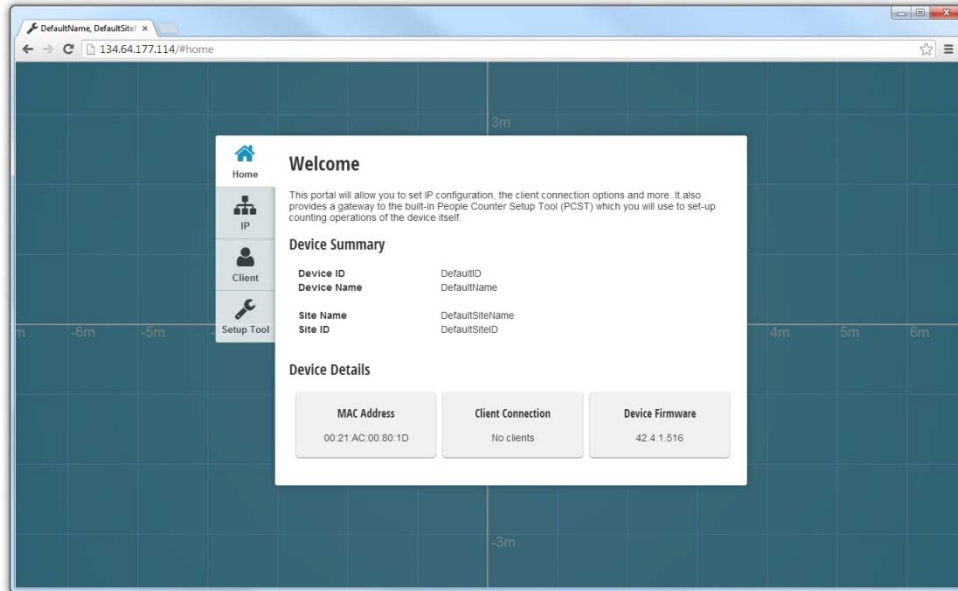 DefaultName, DefaultSite
134.64.177.114/#home
3m
Home
IP
Client
Setup Tool
Welcome
This portal will allow you to set IP configuration, the client connection options and more. It also
provides a gateway to the built-in People Counter Setup Tool (PCST) which you will use to set-up
counting operations of the device itself.
Device Summary
Device ID DefaultID
Device Name DefaultName
Site Name DefaultSiteName
Site ID DefaultSiteID
m -6m -5m 4m 5m 6m
Device Details
MAC Address Client Connection Device Firmware
00:21:AC:00:80:1D No clients 42.4.1.516
-3m